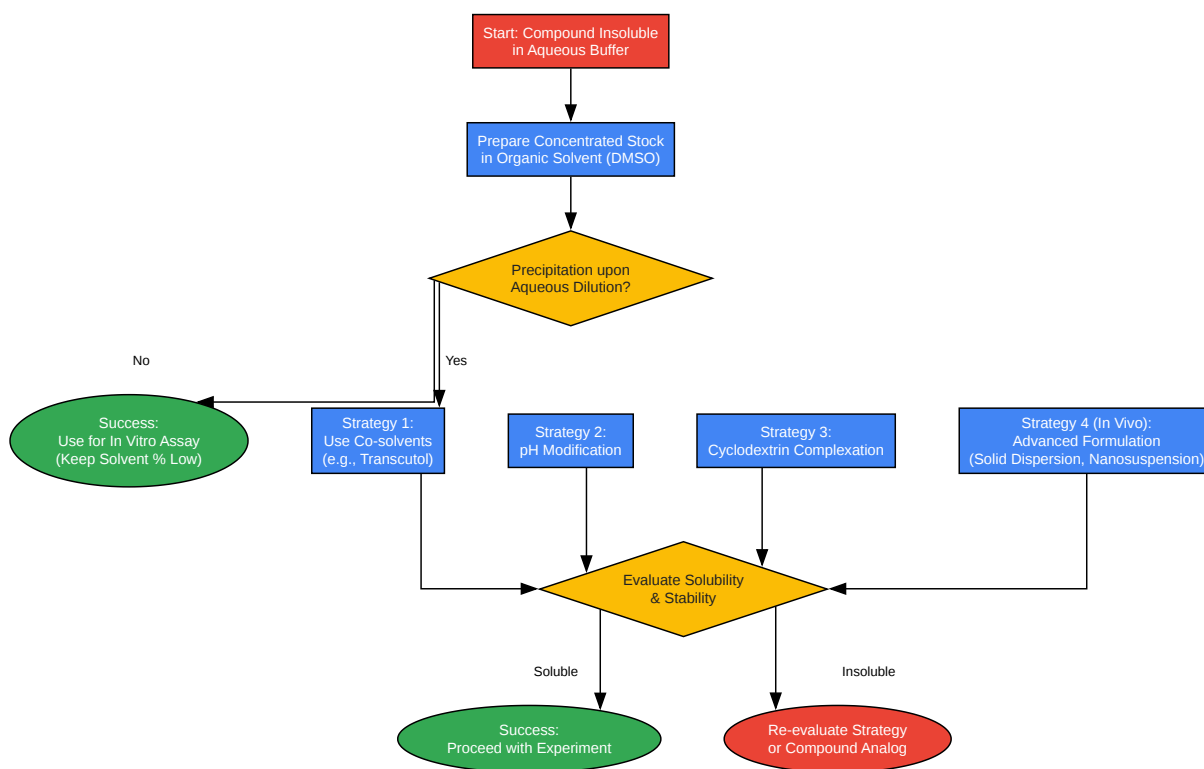 Start: Compound Insoluble
in Aqueous Buffer
Prepare Concentrated Stock
in Organic Solvent (DMSO)
Precipitation upon
Aqueous Dilution?
No
Yes
Success:
Use for In Vitro Assay
(Keep Solvent % Low)
Strategy 1:
Use Co-solvents
(e.g., Transcutol)
Strategy 2:
pH Modification
Strategy 3:
Cyclodextrin Complexation
Strategy 4 (In Vivo):
Advanced Formulation
(Solid Dispersion, Nanosuspension)
Evaluate Solubility
& Stability
Soluble
Insoluble
Success:
Proceed with Experiment
Re-evaluate Strategy
or Compound Analog